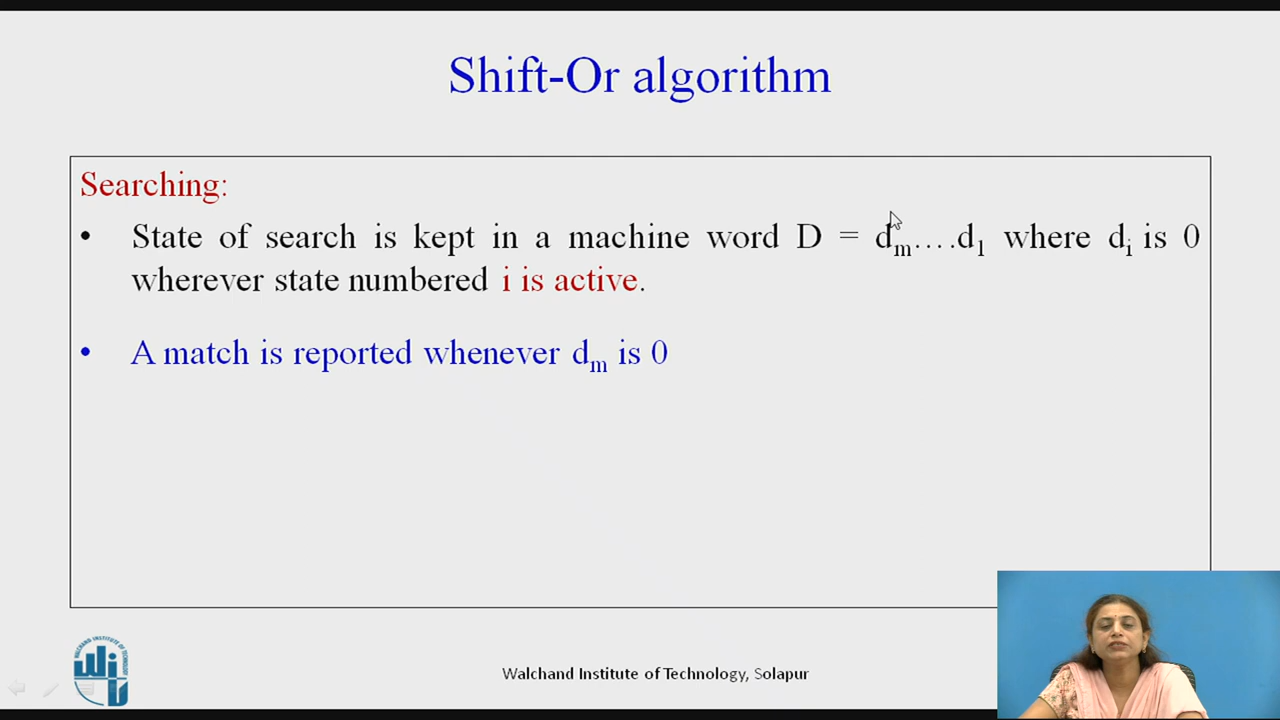 Shift-Or algorithm
Searching:
• State of search is kept in a machine word D = dm....d1 where di is 0
wherever state numbered i is active.
• A match is reported whenever dm is 0
Walchand Institute of Technology, Solapur